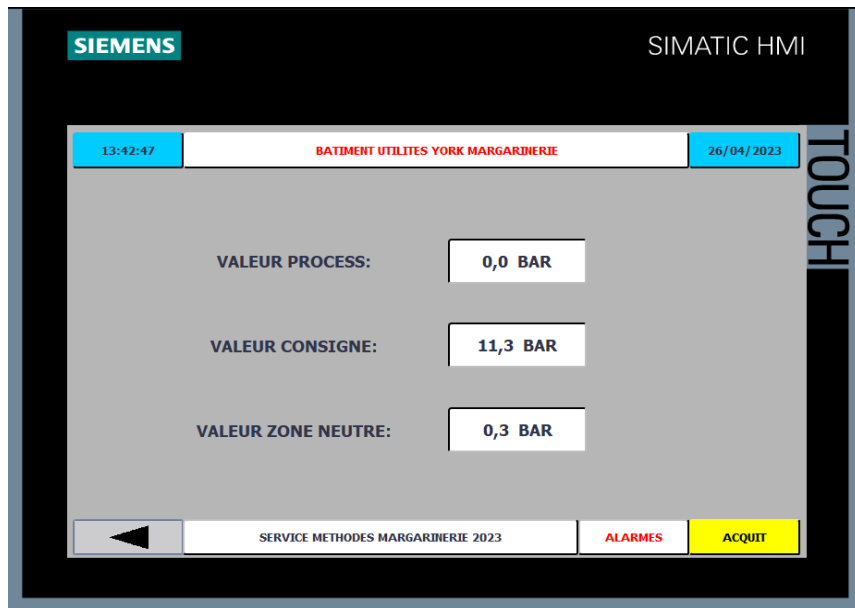 SIEMENS
SIMATIC HMI
TOUCH
13:42:47
BATIMENT UTILITES YORK MARGARINERIE
26/04/2023
VALEUR PROCESS:
0,0 BAR
VALEUR CONSIGNE:
11,3 BAR
VALEUR ZONE NEUTRE:
0,3 BAR
SERVICE METHODES MARGARINERIE 2023
ALARMES
ACQUIT